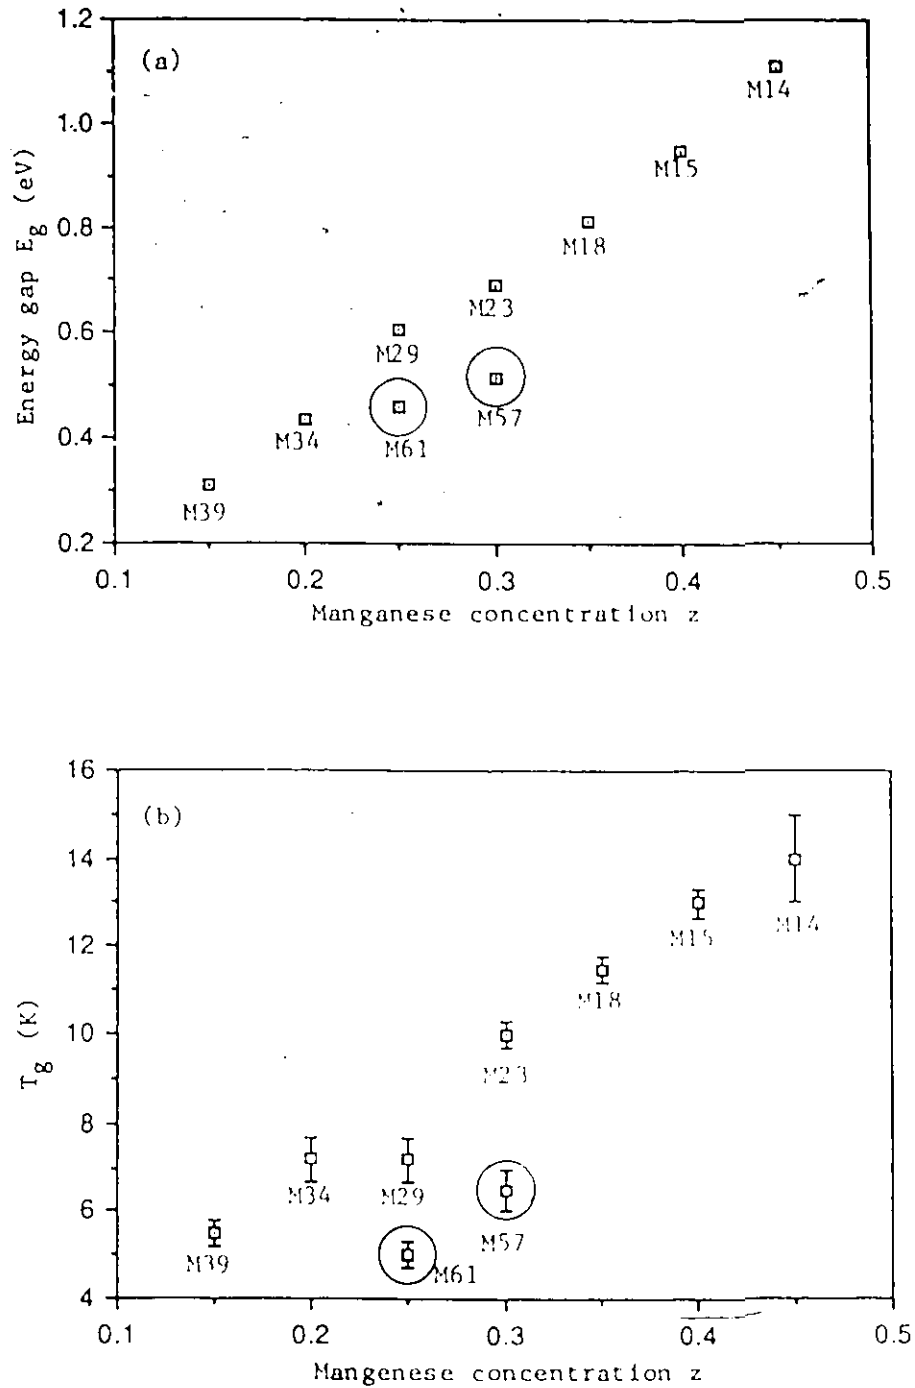 1.2
(a)
M14
1.0
M15
Energy gap Eg (eV)
0.8
M18
M23
0.6
M29
M57
M34
M61
0.4
M39
0.2
0.1
0.2
0.3
0.4
0.5
Manganese concentration z
16
(b)
14
M14
M15
12
M18
Tg (K)
10
M23
8
M34
M29
6
M57
M39
M61
4
0.1
0.2
0.3
0.4
0.5
Mangenese concentration z